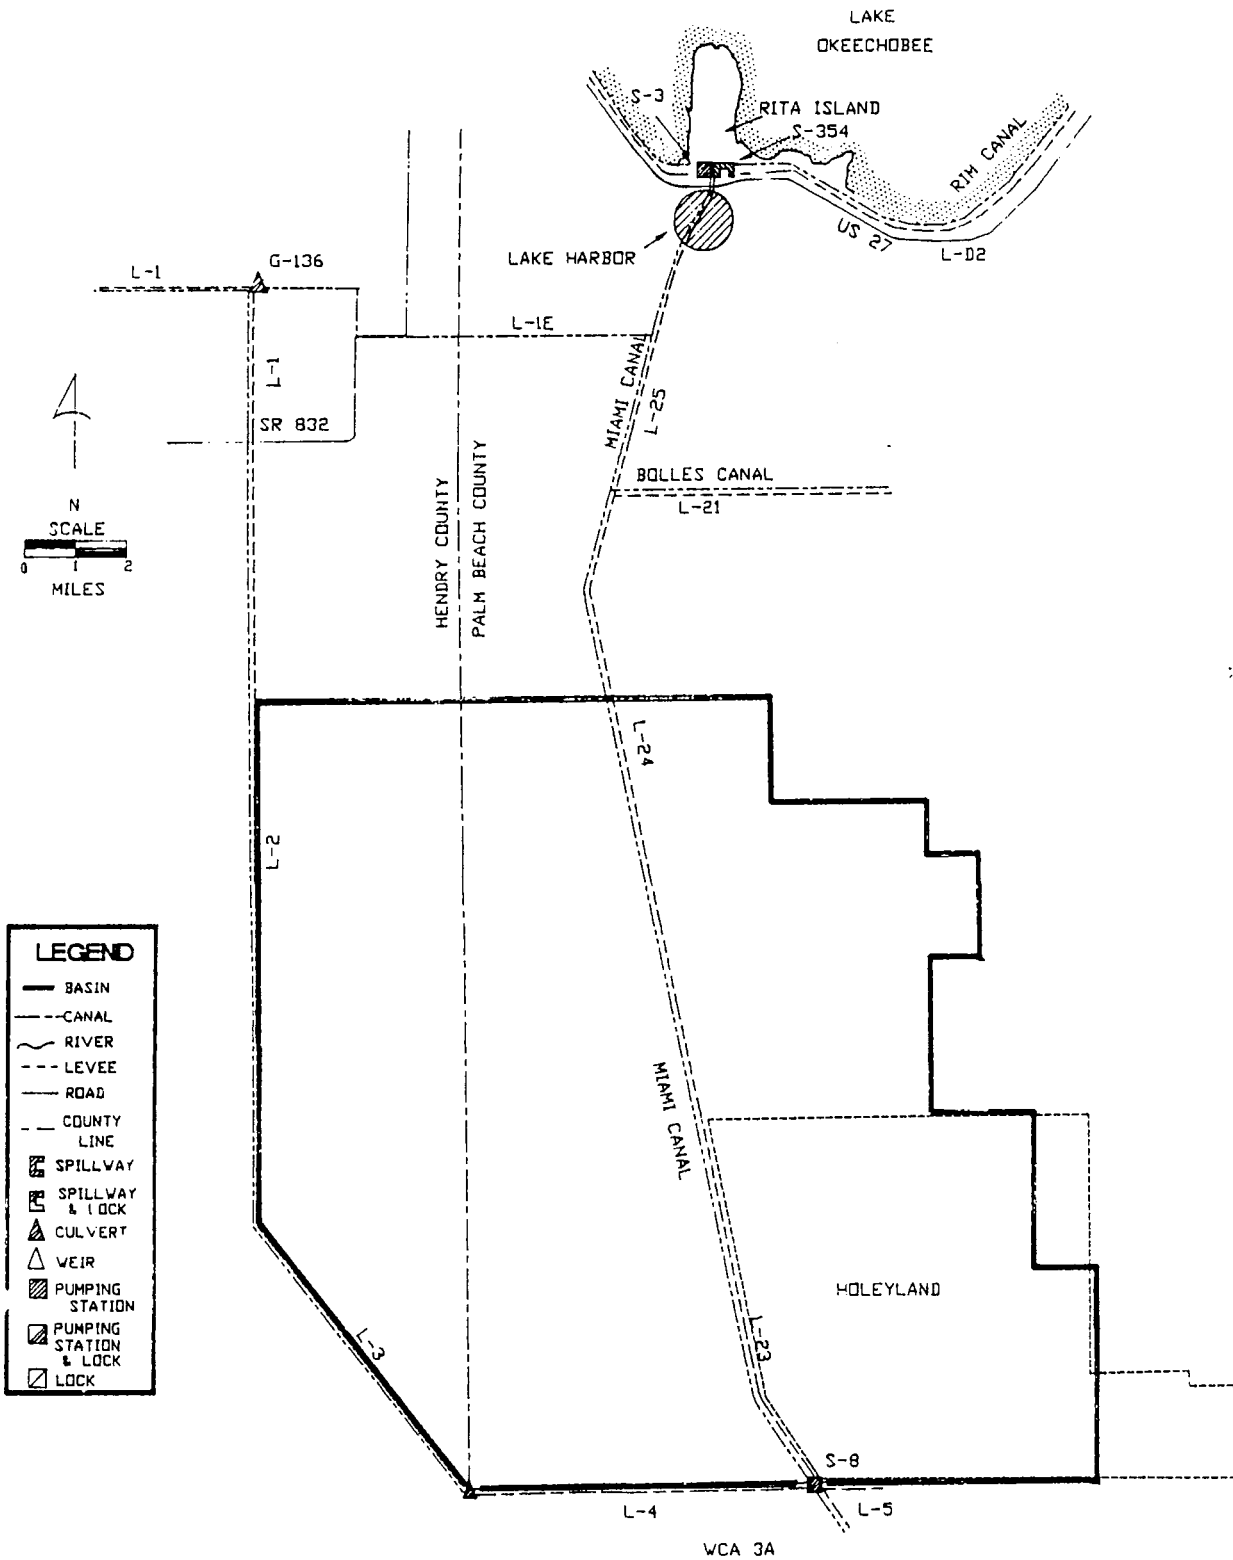 LAKE
OKEECHOBEE
S-3
RITA ISLAND
S-354
RIM CANAL
US 27
L-D2
LAKE HARBOR
L-1
G-136
L-1E
L-1
MIAMI CANAL
L-25
SR 832
BOLLES CANAL
L-21
N
SCALE
0 1 2
MILES
HENDRY COUNTY
PALM BEACH COUNTY
L-24
L-2
LEGEND
BASIN
CANAL
RIVER
LEVEE
ROAD
COUNTY
LINE
SPILLWAY
SPILLWAY
& LOCK
CULVERT
WEIR
PUMPING
STATION
PUMPING
STATION
& LOCK
LOCK
MIAMI CANAL
HOLEYLAND
L-3
L-23
S-8
L-4
L-5
WCA 3A